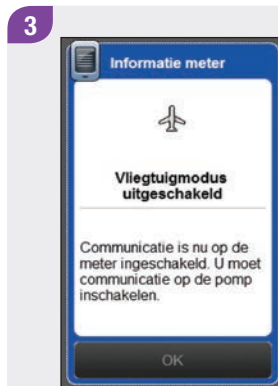 3
Informatie meter
Vliegtuigmodus
uitgeschakeld
Communicatie is nu op de
meter ingeschakeld. U moet
communicatie op de pomp
inschakelen.
OK